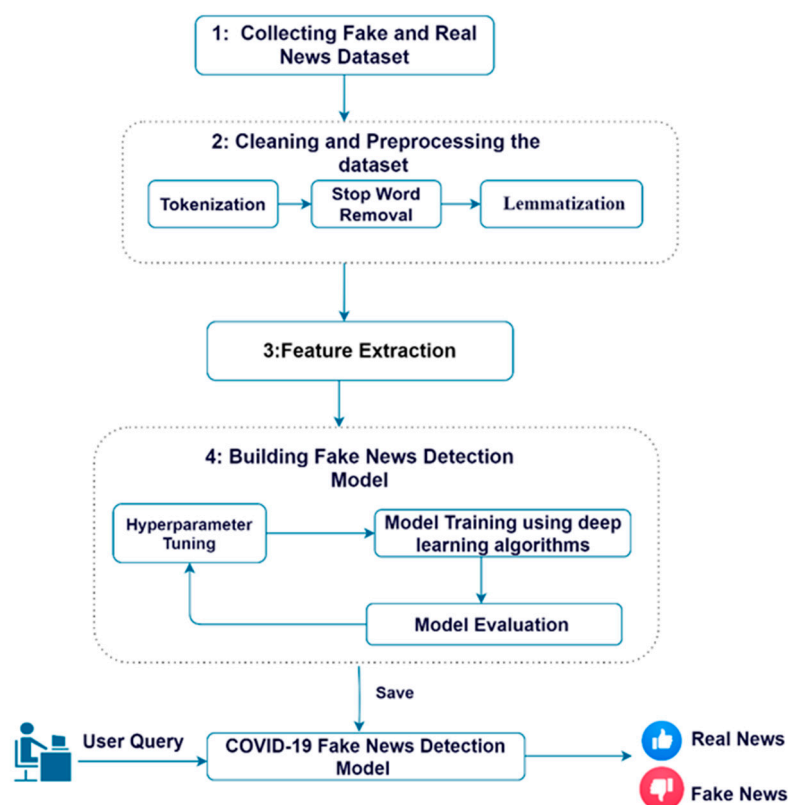 1: Collecting Fake and Real
News Dataset
2: Cleaning and Preprocessing the
dataset
Tokenization
Stop Word
Removal
Lemmatization
3:Feature Extraction
4: Building Fake News Detection
Model
Hyperparameter
Tuning
Model Training using deep
learning algorithms
Model Evaluation
Save
User Query
COVID-19 Fake News Detection
Model
Real News
Fake News